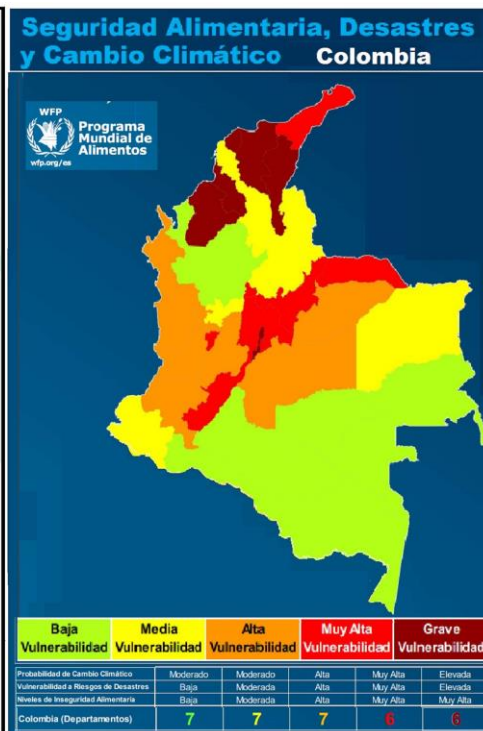 Seguridad Alimentaria, Desastres
y Cambio Climático Colombia
WFP
Programa
Mundial de
Alimentos
wfp.org/es
Baja Vulnerabilidad Media Vulnerabilidad Alta Vulnerabilidad Muy Alta Vulnerabilidad Grave Vulnerabilidad
Probabilidad de Cambio Climático Moderado Moderada Alta Muy Alta Elevada
Vulnerabilidad a Riesgos de Desastres Baja Moderada Alta Muy Alta Elevada
Niveles de Inseguridad Alimentaria Baja Moderada Alta Muy Alta Muy Alta
Colombia (Departamentos) 7 7 7 6 6